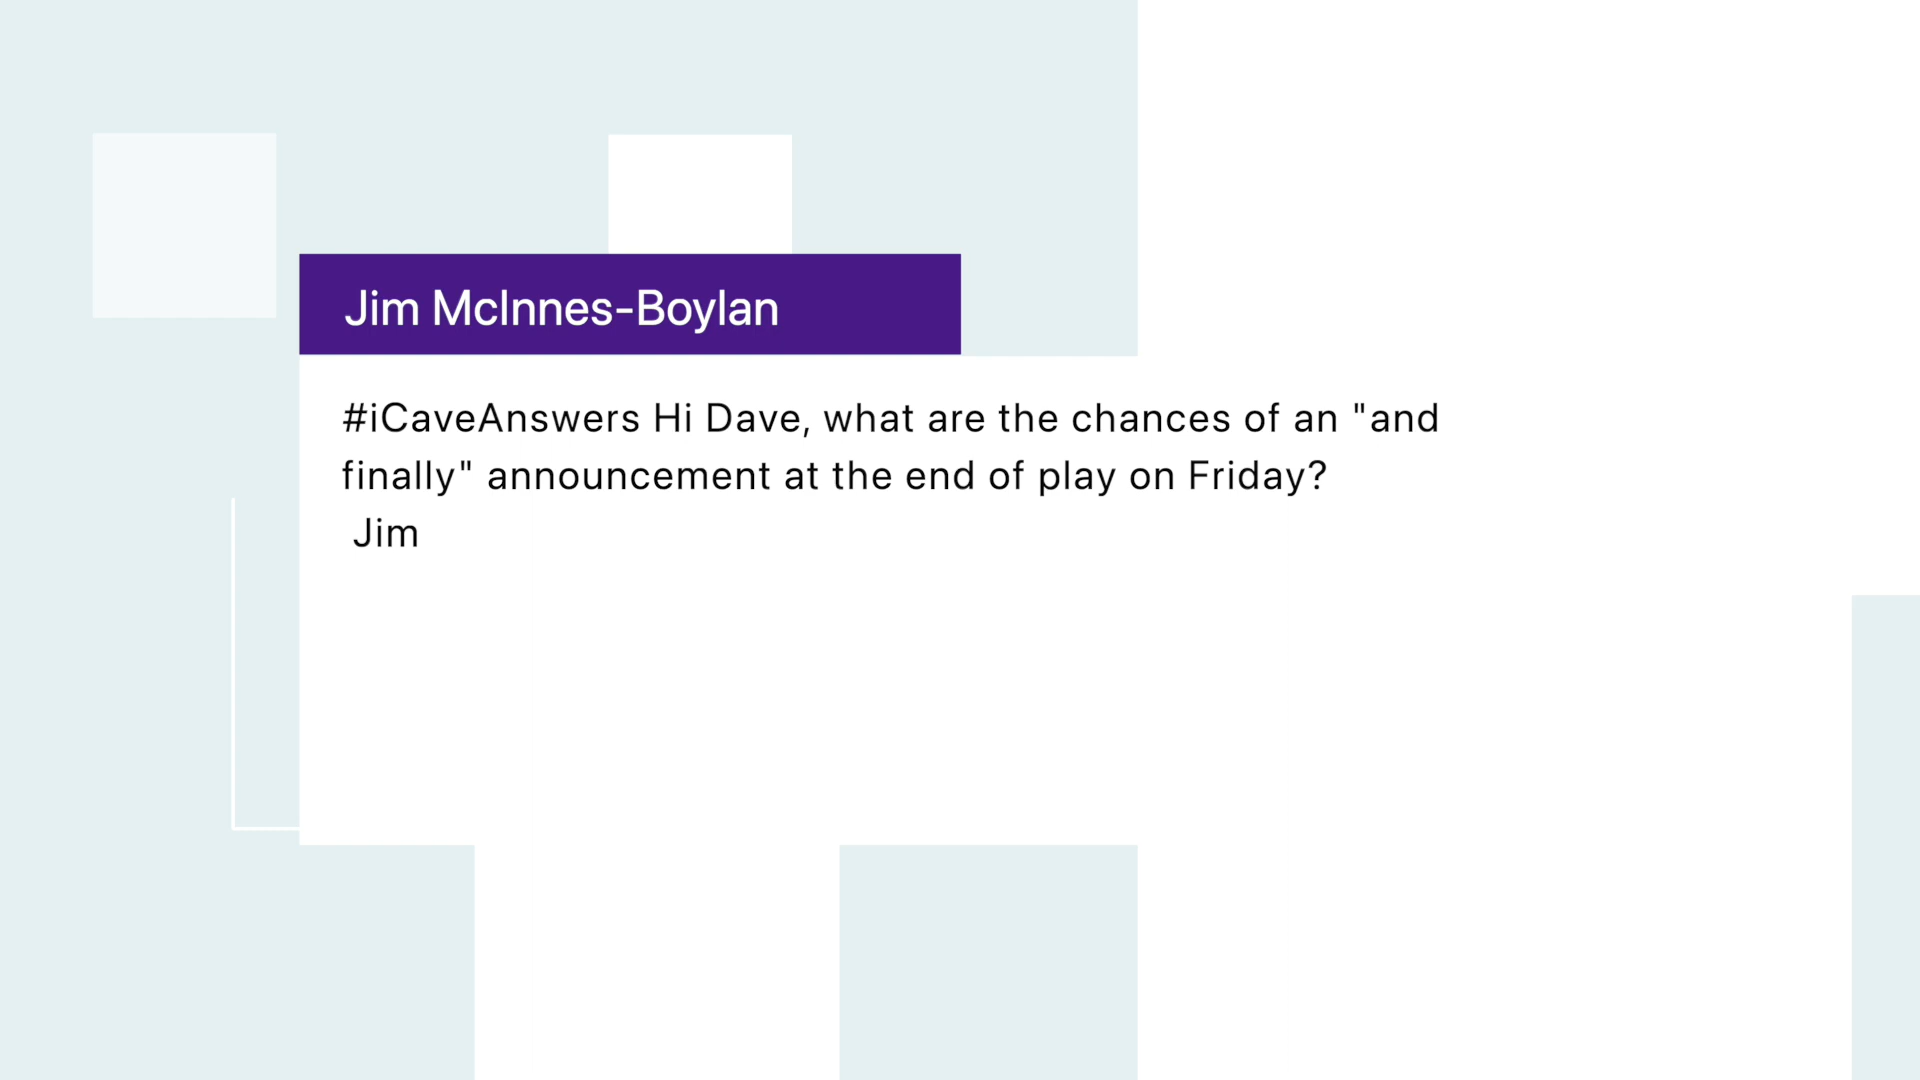 Jim McInnes-Boylan
#iCaveAnswers Hi Dave, what are the chances of an "and
finally" announcement at the end of play on Friday?
Jim